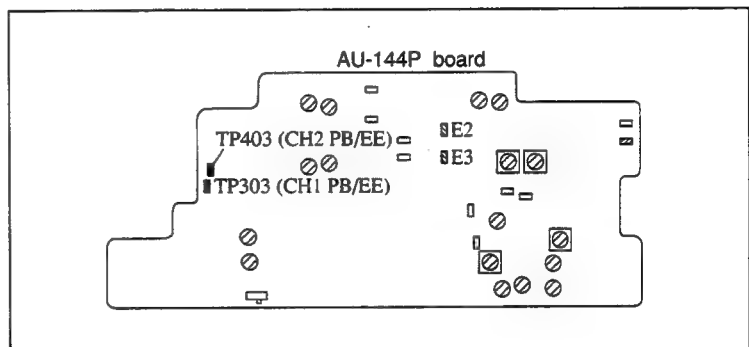 AU-144P board
E2
TP403 (CH2 PB/EE)
E3
TP303 (CH1 PB/EE)